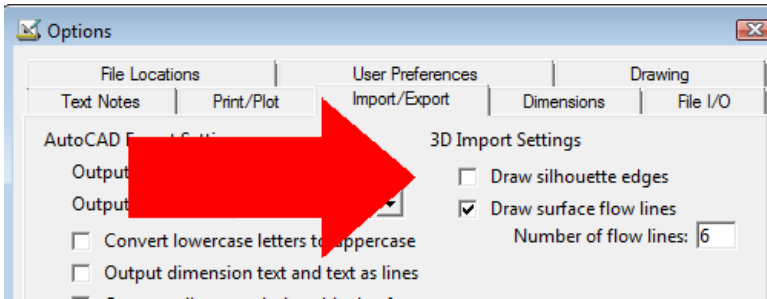 Options
File Locations User Preferences Drawing
Text Notes Print/Plot Import/Export Dimensions File I/O
AutoCAD 3D Import Settings
Output Draw silhouette edges
Output Draw surface flow lines
Convert lowercase letters to uppercase Number of flow lines: 6
Output dimension text and text as lines